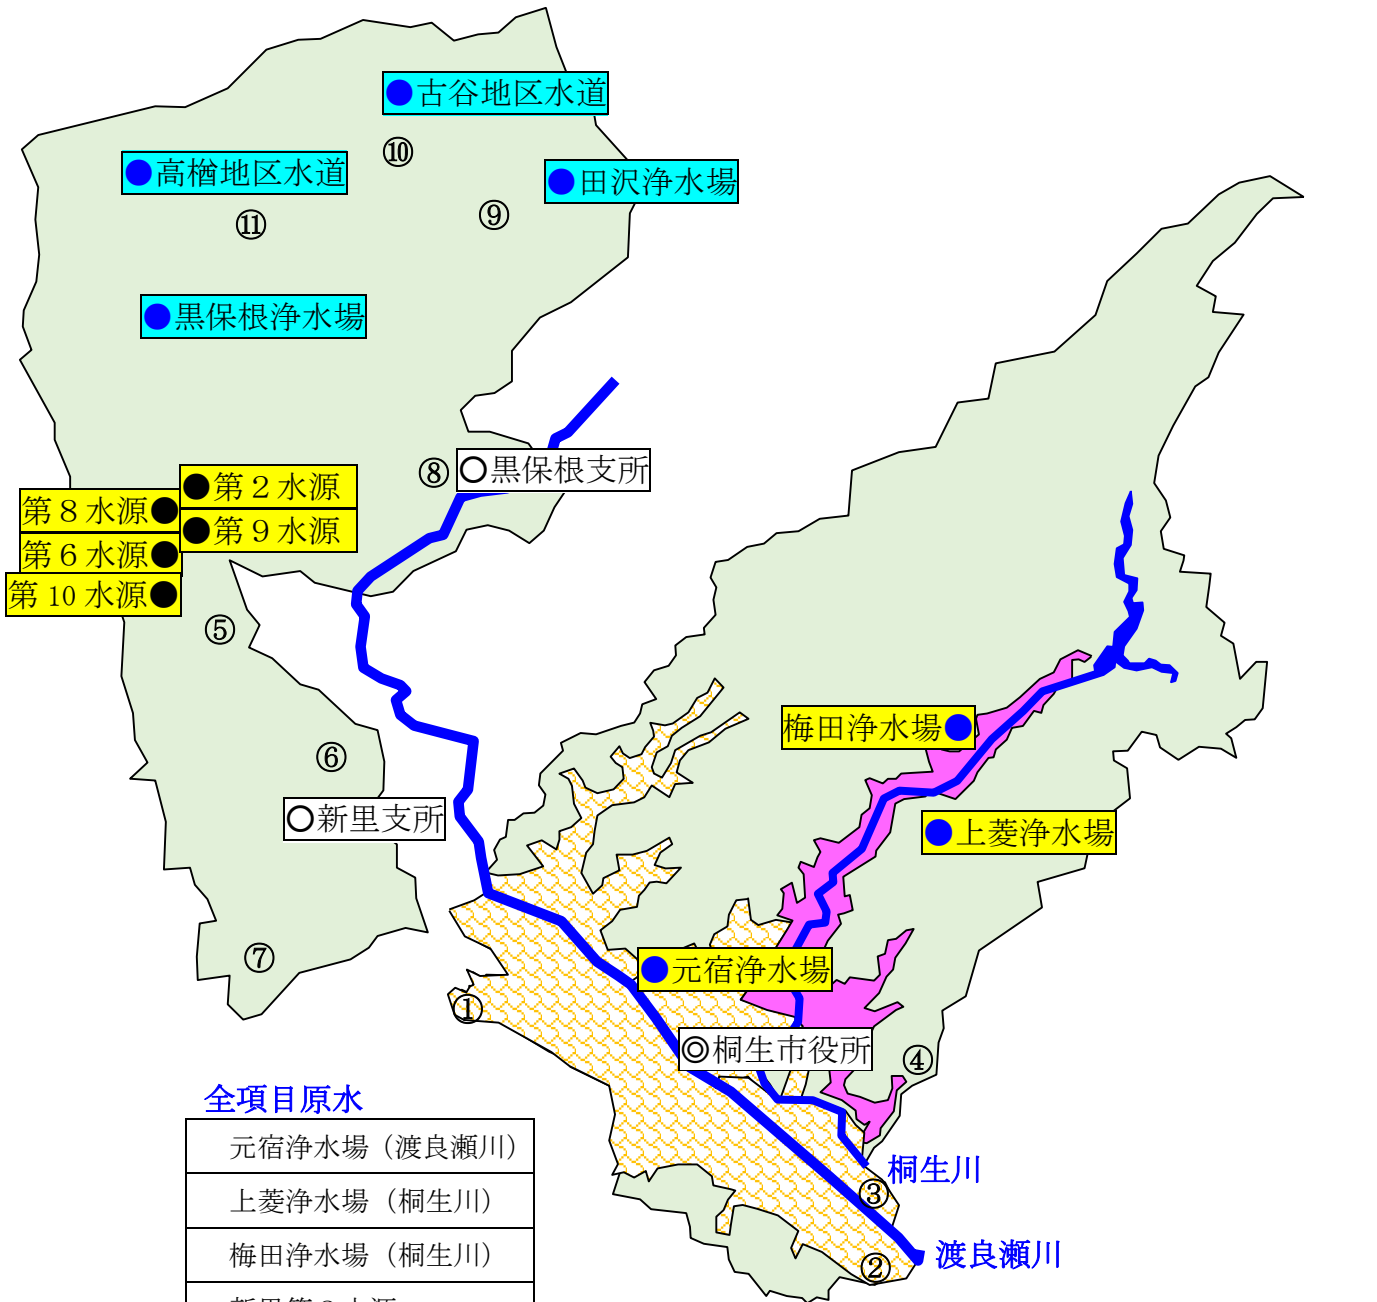 ●古谷地区水道
⑩
●高楢地区水道
●田沢浄水場
⑨
⑪
●黒保根浄水場
⑧
○黒保根支所
●第２水源
第８水源●
●第９水源
第６水源●
第10水源●
⑤
梅田浄水場●
⑥
○新里支所
●上菱浄水場
⑦
●元宿浄水場
①
◎桐生市役所
④
全項目原水
元宿浄水場（渡良瀬川）
上菱浄水場（桐生川）
梅田浄水場（桐生川）
桐生川
③
渡良瀬川
②